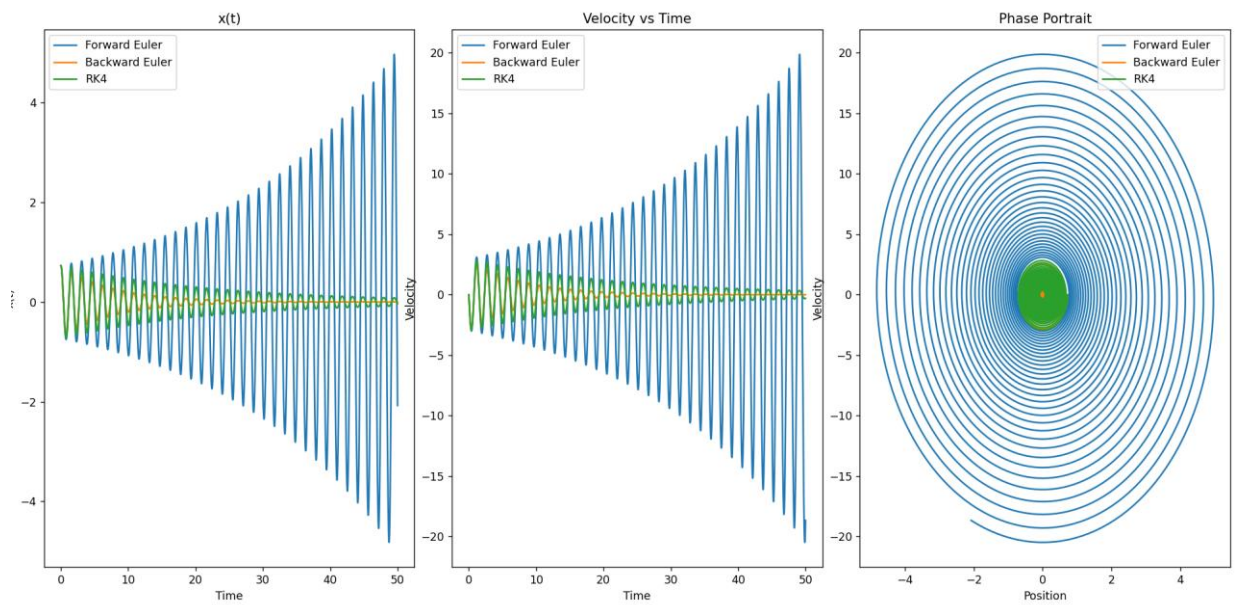 x(t)
Forward Euler
Backward Euler
RK4
4
2
0
−2
−4
0
10
20
30
40
50
Time
Velocity vs Time
Velocity
Forward Euler
Backward Euler
RK4
20
15
10
5
0
−5
−10
−15
−20
0
10
20
30
40
50
Time
Phase Portrait
Velocity
Forward Euler
Backward Euler
RK4
20
15
10
5
0
−5
−10
−15
−20
−4
−2
0
2
4
Position